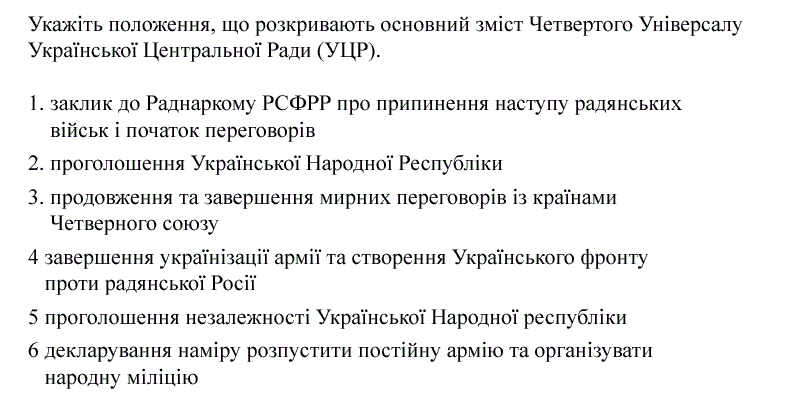 Укажіть положення, що розкривають основний зміст Четвертого Універсалу
Української Центральної Ради (УЦР).
1. заклик до Раднаркому РСФРР про припинення наступу радянських
військ і початок переговорів
2. проголошення Української Народної Республіки
3. продовження та завершення мирних переговорів із країнами
Четверного союзу
4 завершення українізації армії та створення Українського фронту
проти радянської Росії
5 проголошення незалежності Української Народної республіки
6 декларування наміру розпустити постійну армію та організувати
народну міліцію